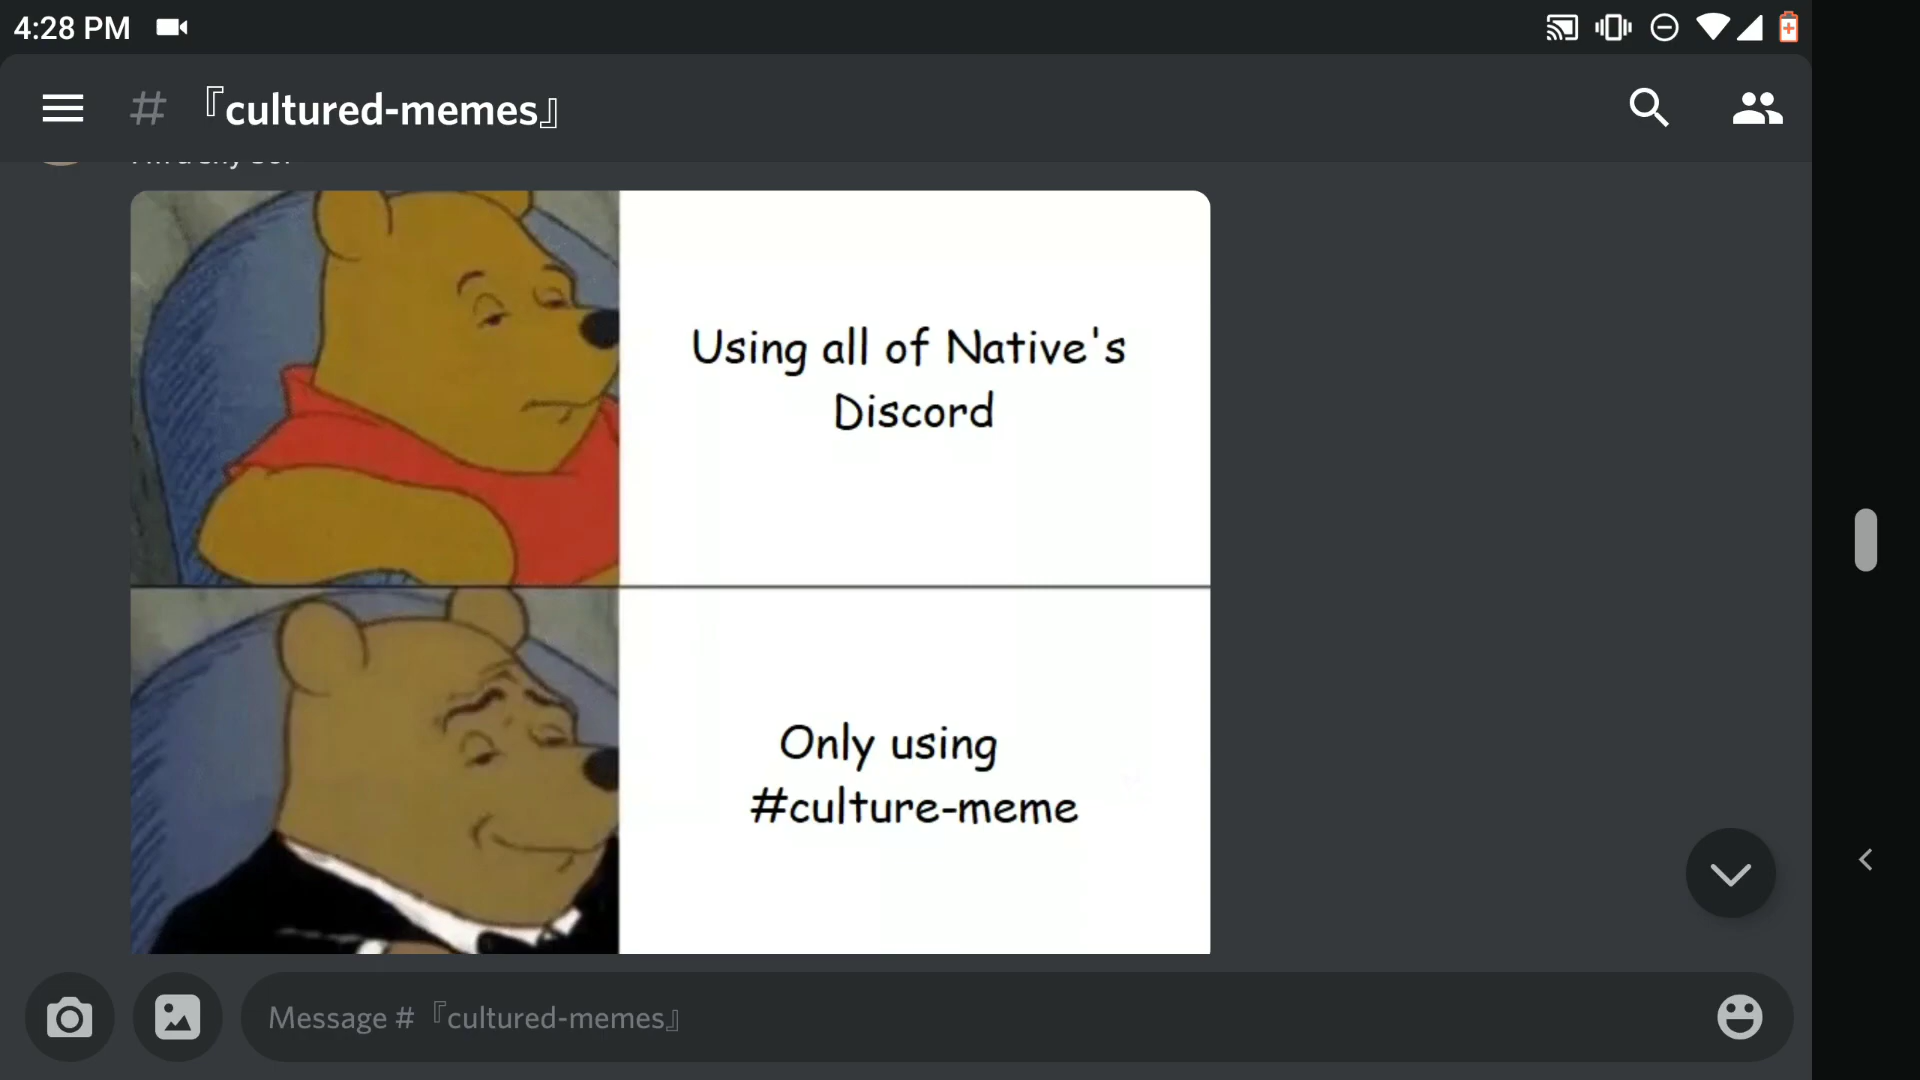 4:28 PM
# 『cultured-memes』
Using all of Native's
Discord
Only using
#culture-meme
Message # 『cultured-memes』